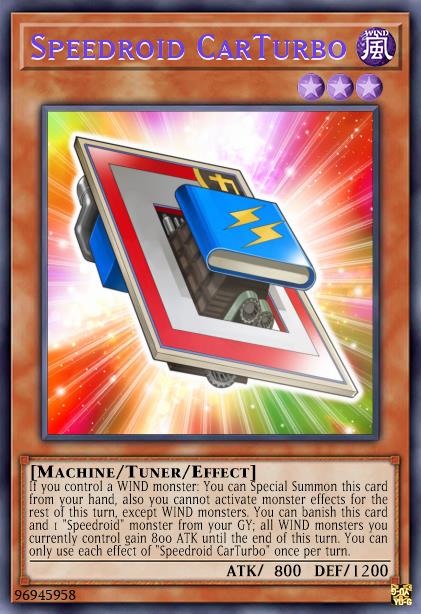 Speedroid CarTurbo
WIND
風
[Machine/Tuner/Effect]
If you control a WIND monster: You can Special Summon this card
from your hand, also you cannot activate monster effects for the
rest of this turn, except WIND monsters. You can banish this card
and 1 "Speedroid" monster from your GY; all WIND monsters you
currently control gain 800 ATK until the end of this turn. You can
only use each effect of "Speedroid CarTurbo" once per turn.
ATK/ 800 DEF/1200
96945958